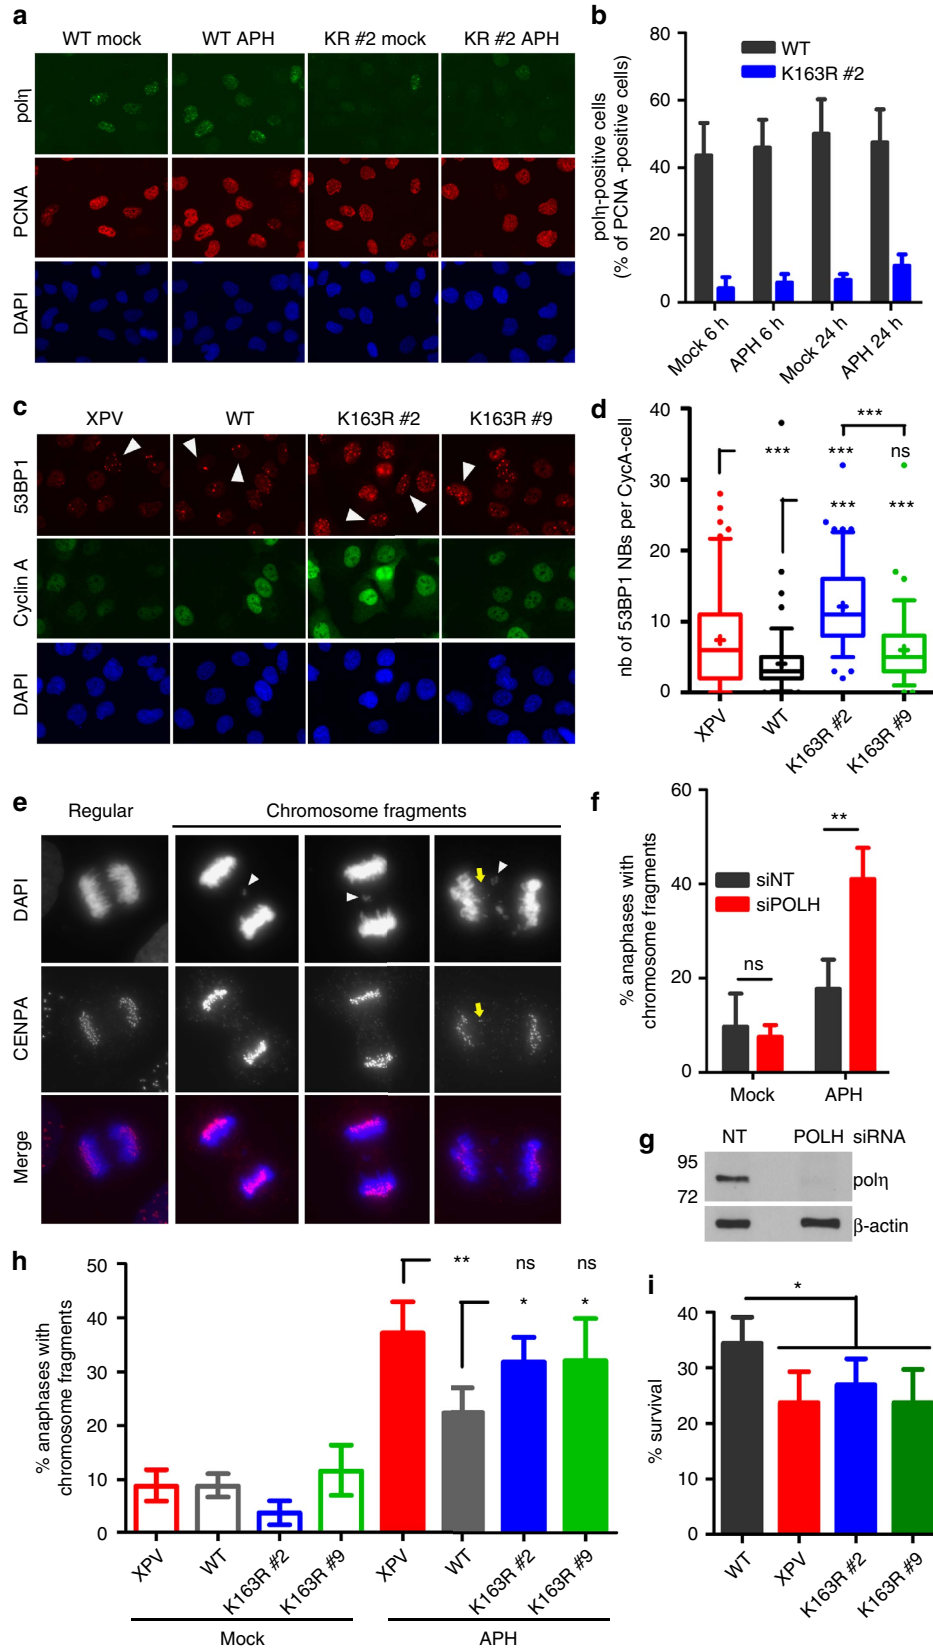 a
WT mock
WT APH
KR #2 mock
KR #2 APH
polη
PCNA
DAPI
b
80
60
40
20
0
polη-positive cells
(% of PCNA -positive cells)
WT
K163R #2
Mock 6 h
APH 6 h
Mock 24 h
APH 24 h
c
XPV
WT
K163R #2
K163R #9
53BP1
Cyclin A
DAPI
d
40
30
20
10
0
nb of 53BP1 NBs per CycA-cell
***
***
***
ns
***
***
XPV
WT
K163R #2
K163R #9
e
Regular
Chromosome fragments
DAPI
CENPA
Merge
f
60
40
20
0
% anaphases with
chromosome fragments
siNT
siPOLH
ns
**
Mock
APH
g
NT
POLH
siRNA
95
72
polη
β-actin
h
50
40
30
20
10
0
% anaphases with
chromosome fragments
**
ns
ns
*
*
XPV
WT
K163R #2
K163R #9
XPV
WT
K163R #2
K163R #9
Mock
APH
i
40
30
20
10
0
% survival
*
WT
XPV
K163R #2
K163R #9